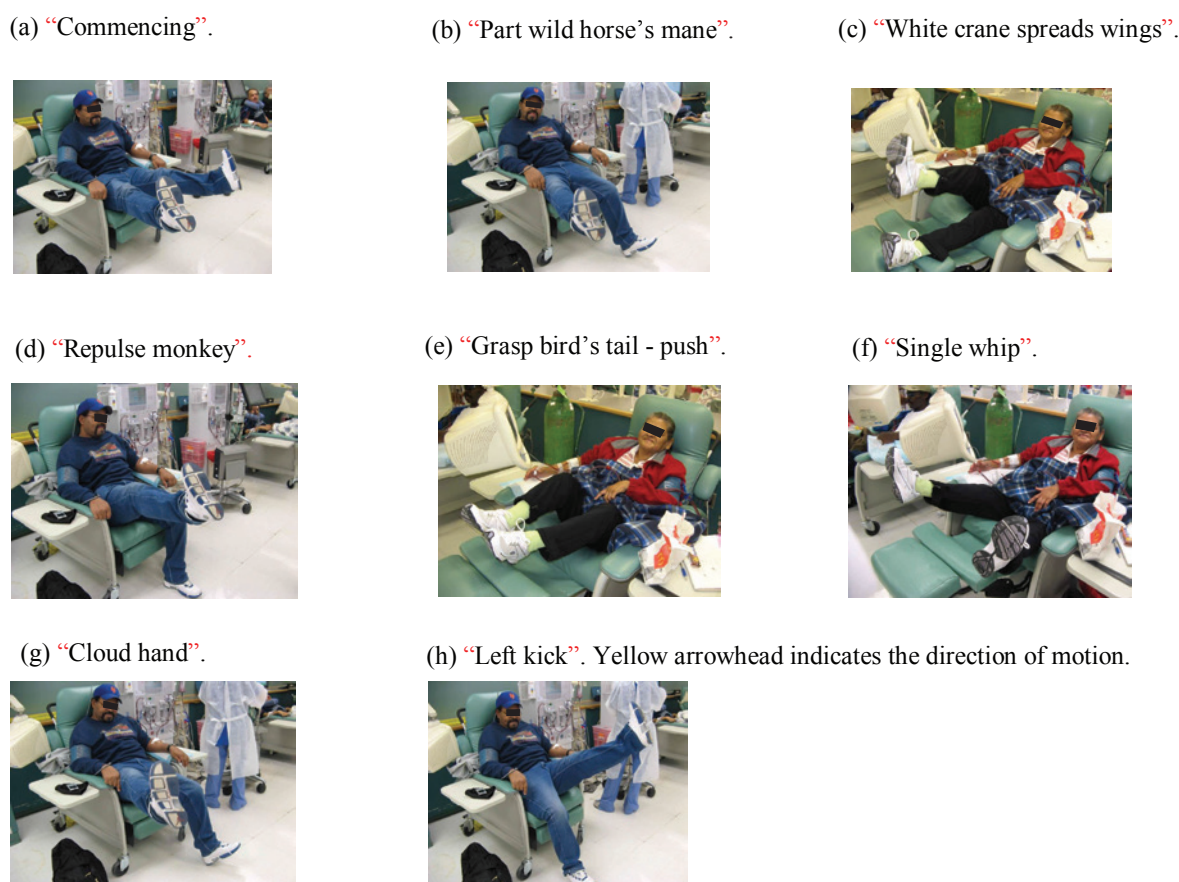 (a) “Commencing”.
(b) “Part wild horse’s mane”.
(c) “White crane spreads wings”.
(d) “Repulse monkey”.
(e) “Grasp bird’s tail - push”.
(f) “Single whip”.
(g) “Cloud hand”.
(h) “Left kick”. Yellow arrowhead indicates the direction of motion.